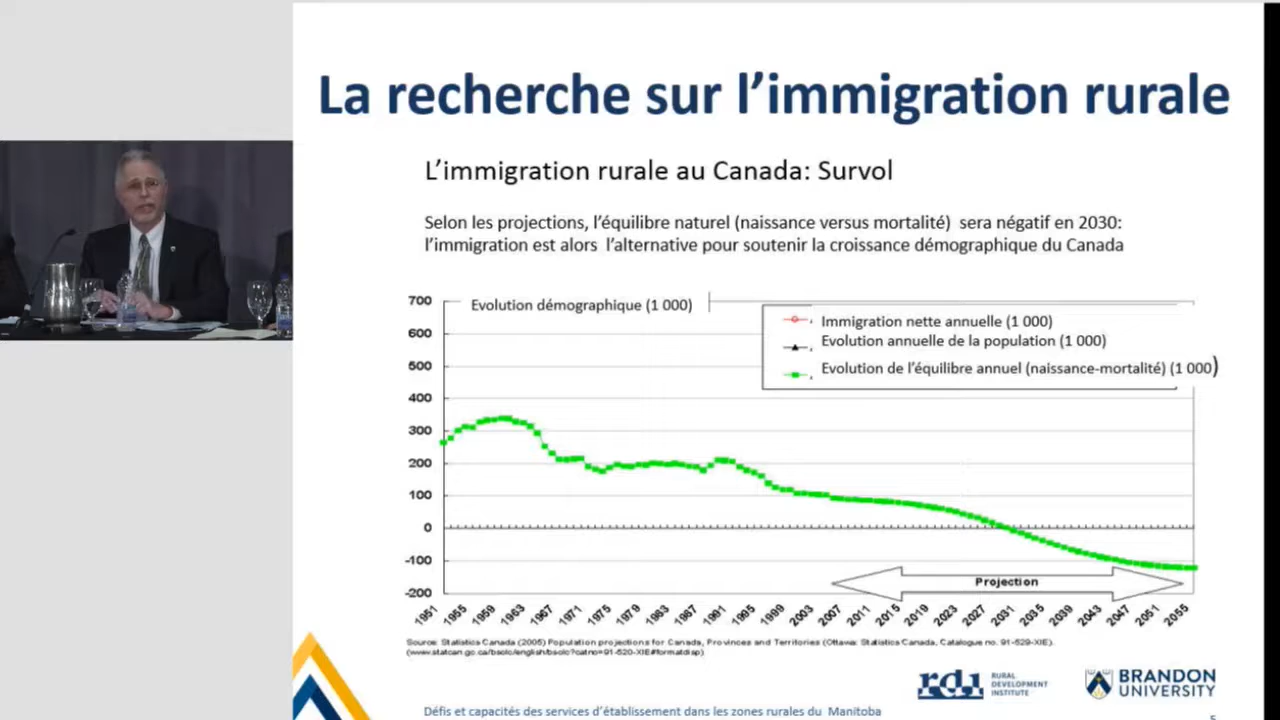 La recherche sur l’immigration rurale
L’immigration rurale au Canada: Survol
Selon les projections, l’équilibre naturel (naissance versus mortalité) sera négatif en 2030:
l’immigration est alors l’alternative pour soutenir la croissance démographique du Canada
Evolution démographique (1 000)
Immigration nette annuelle (1 000)
Evolution annuelle de la population (1 000)
Evolution de l’équilibre annuel (naissance-mortalité) (1 000)
700
600
500
400
300
200
100
0
-100
-200
Projection
1951 1955 1959 1963 1967 1971 1975 1979 1983 1987 1991 1995 1999 2003 2007 2011 2015 2019 2023 2027 2031 2035 2039 2043 2047 2051 2055
Source: Statistics Canada (2005) Population projections for Canada, Provinces and Territories (Ottawa: Statistics Canada, Catalogue no. 91-529-XIE).
rdi RURAL
DEVELOPMENT
INSTITUTE
BRANDON
UNIVERSITY
Défis et capacités des services d’établissement dans les zones rurales du Manitoba